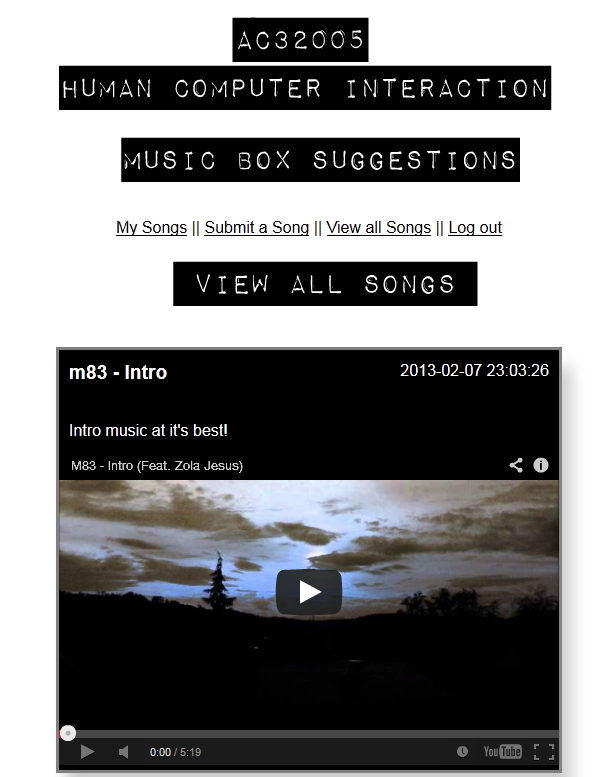 AC32005
HUMAN COMPUTER INTERACTION
MUSIC BOX SUGGESTIONS
My Songs || Submit a Song || View all Songs || Log out
VIEW ALL SONGS
m83 - Intro 2013-02-07 23:03:26
Intro music at it's best!
M83 - Intro (Feat. Zola Jesus)
0:00 / 5:19 YouTube